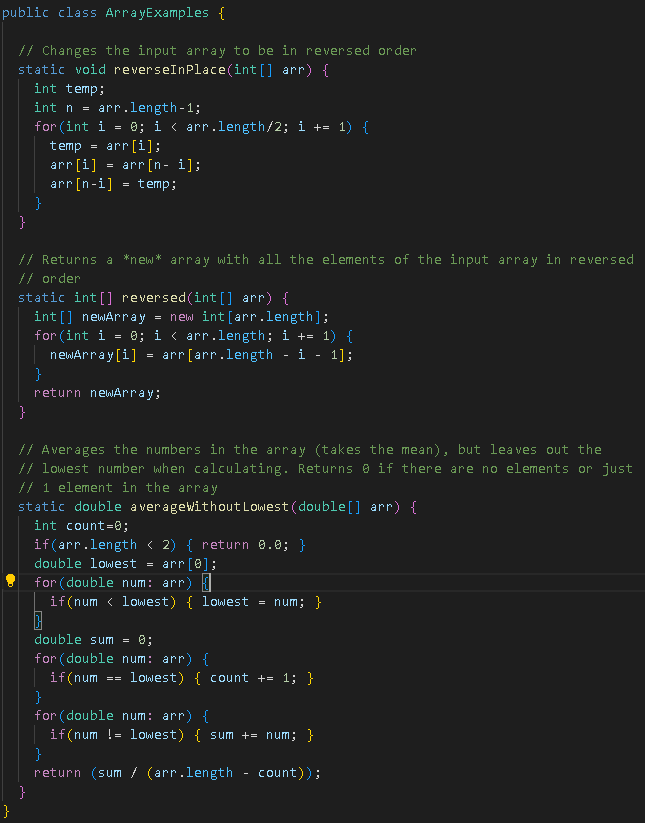 public class ArrayExamples {

  // Changes the input array to be in reversed order
  static void reverseInPlace(int[] arr) {
    int temp;
    int n = arr.length-1;
    for(int i = 0; i < arr.length/2; i += 1) {
      temp = arr[i];
      arr[i] = arr[n- i];
      arr[n-i] = temp;
    }
  }

  // Returns a *new* array with all the elements of the input array in reversed
  // order
  static int[] reversed(int[] arr) {
    int[] newArray = new int[arr.length];
    for(int i = 0; i < arr.length; i += 1) {
      newArray[i] = arr[arr.length - i - 1];
    }
    return newArray;
  }

  // Averages the numbers in the array (takes the mean), but leaves out the
  // lowest number when calculating. Returns 0 if there are no elements or just
  // 1 element in the array
  static double averageWithoutLowest(double[] arr) {
    int count=0;
    if(arr.length < 2) { return 0.0; }
    double lowest = arr[0];
    for(double num: arr) {
      if(num < lowest) { lowest = num; }
    }
    double sum = 0;
    for(double num: arr) {
      if(num == lowest) { count += 1; }
    }
    for(double num: arr) {
      if(num != lowest) { sum += num; }
    }
    return (sum / (arr.length - count));
  }
}